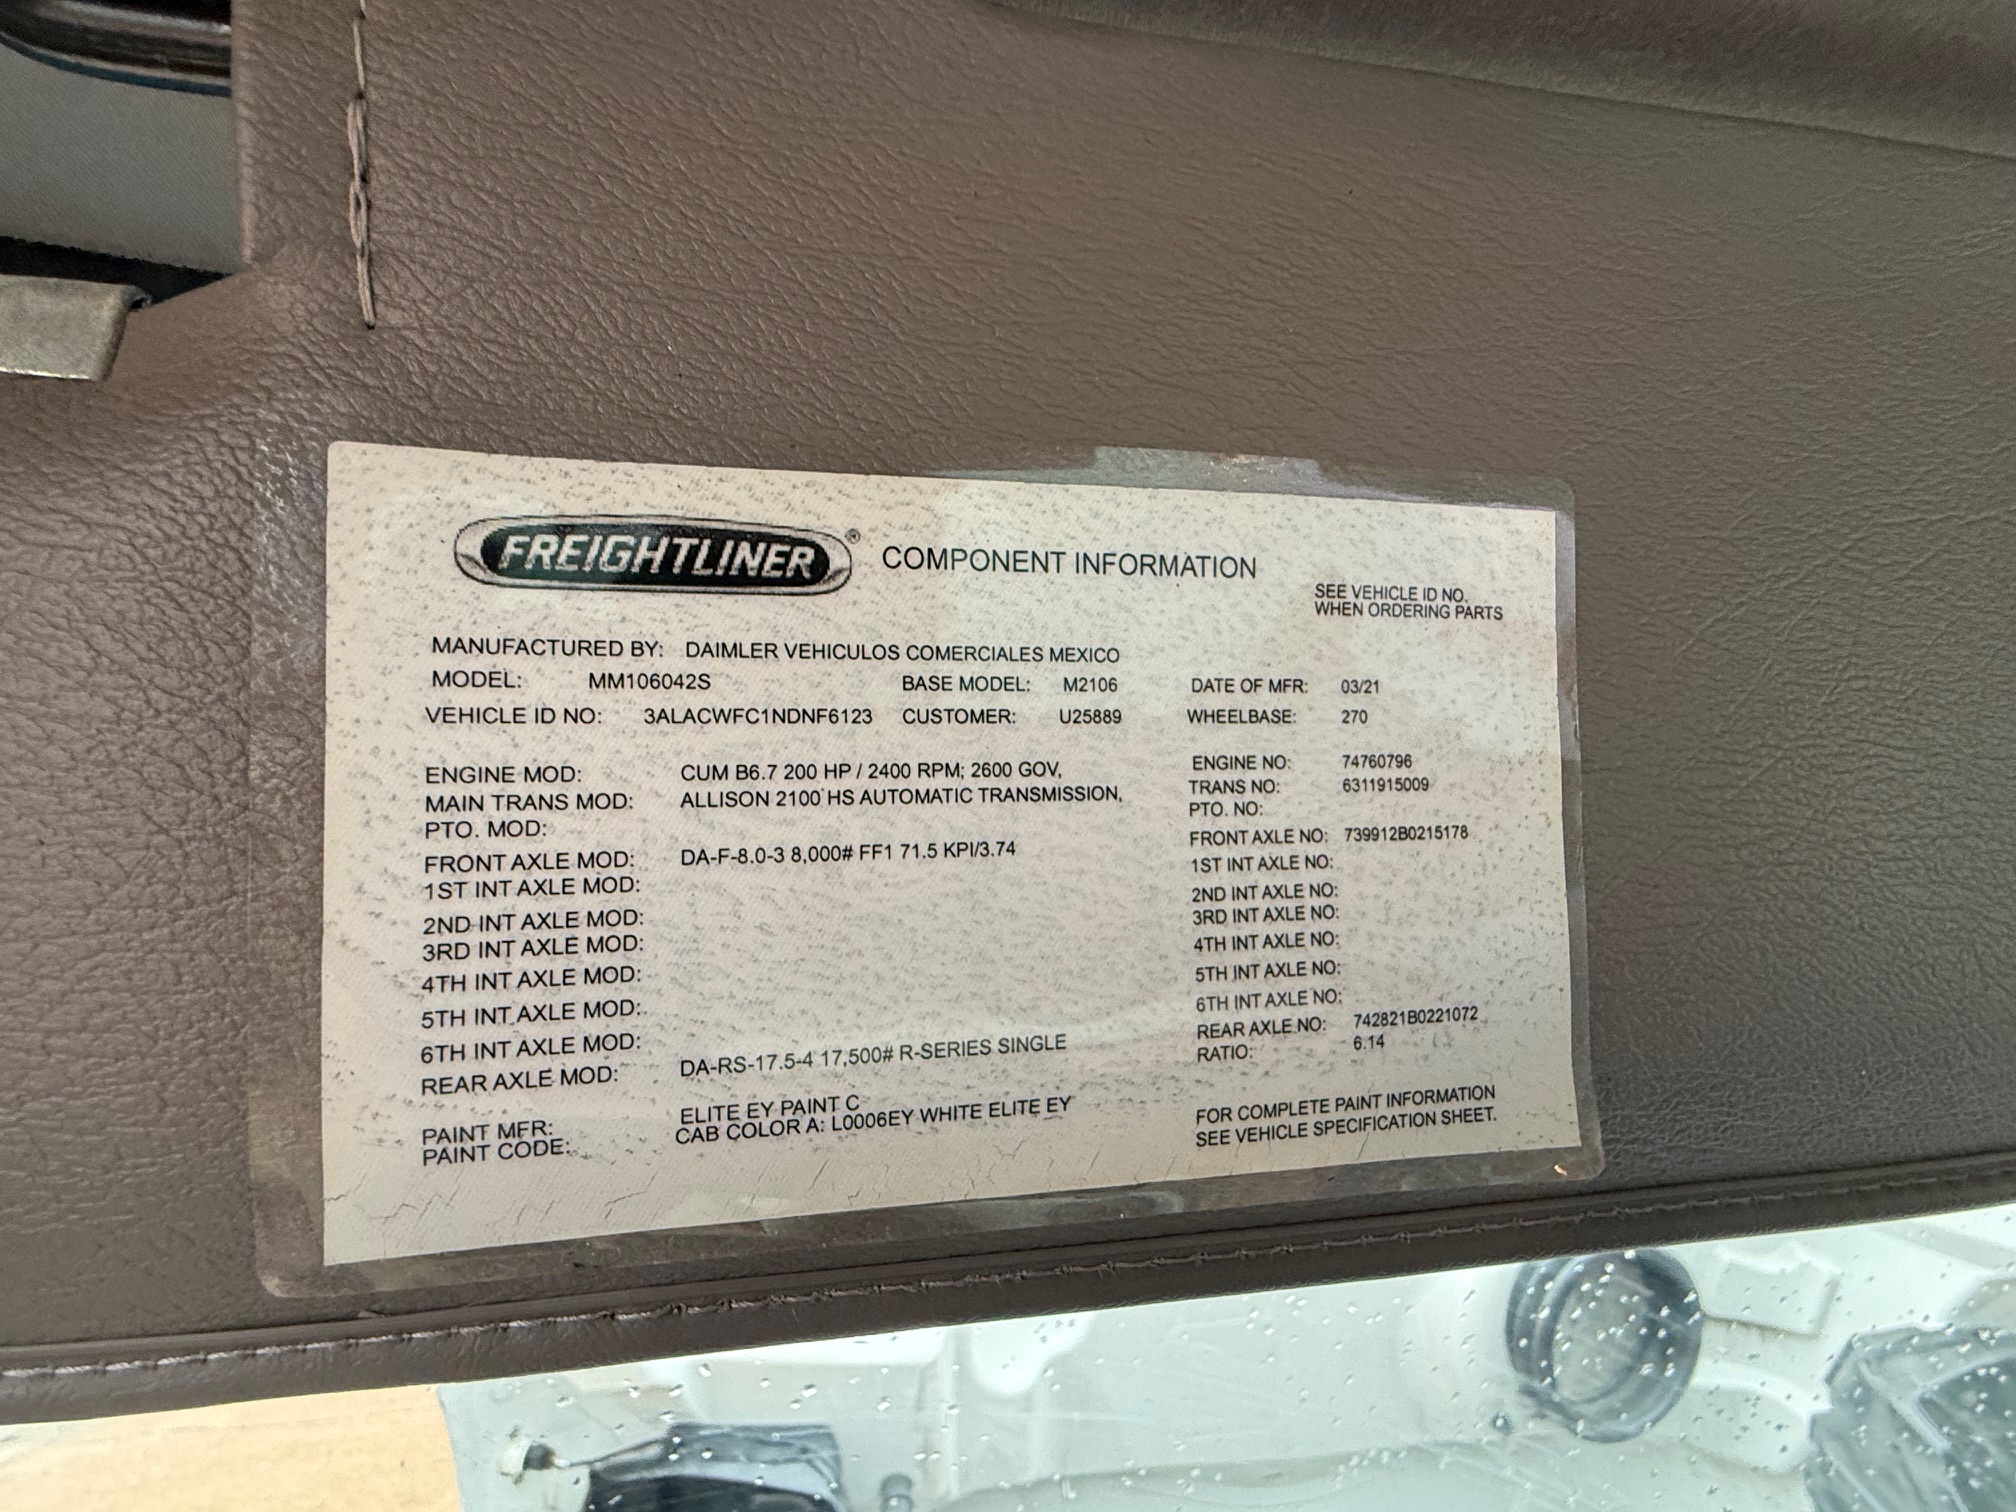 FREIGHTLINER ® COMPONENT INFORMATION
SEE VEHICLE ID NO.
WHEN ORDERING PARTS
MANUFACTURED BY: DAIMLER VEHICULOS COMERCIALES MEXICO
MODEL: MM106042S BASE MODEL: M2106 DATE OF MFR: 03/21
VEHICLE ID NO: 3ALACWFC1NDNF6123 CUSTOMER: U25889 WHEELBASE: 270
ENGINE MOD: CUM B6.7 200 HP / 2400 RPM; 2600 GOV, ENGINE NO: 74760796
MAIN TRANS MOD: ALLISON 2100 HS AUTOMATIC TRANSMISSION, TRANS NO: 6311915009
PTO. MOD: PTO. NO:
FRONT AXLE MOD: DA-F-8.0-3 8,000# FF1 71.5 KPI/3.74 FRONT AXLE NO: 739912B0215178
1ST INT AXLE MOD: 1ST INT AXLE NO:
2ND INT AXLE MOD: 2ND INT AXLE NO:
3RD INT AXLE MOD: 3RD INT AXLE NO:
4TH INT AXLE MOD: 4TH INT AXLE NO:
5TH INT AXLE MOD: 5TH INT AXLE NO:
6TH INT AXLE MOD: 6TH INT AXLE NO:
REAR AXLE MOD: DA-RS-17.5-4 17,500# R-SERIES SINGLE REAR AXLE NO: 742821B0221072
RATIO: 6.14
PAINT MFR: ELITE EY PAINT C
PAINT CODE: CAB COLOR A: L0006EY WHITE ELITE EY
FOR COMPLETE PAINT INFORMATION
SEE VEHICLE SPECIFICATION SHEET.